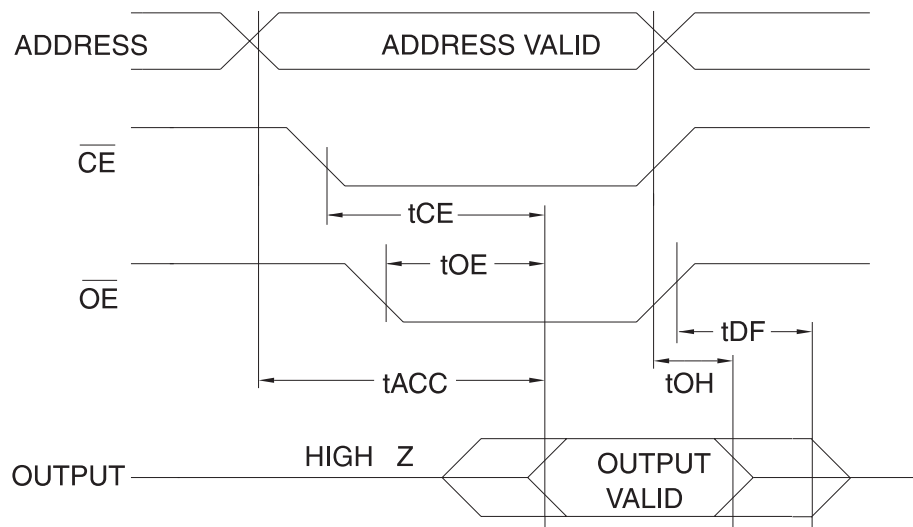 ADDRESS
ADDRESS VALID
CE
tCE
tOE
OE
tDF
tACC
tOH
HIGH Z
OUTPUT
OUTPUT
VALID